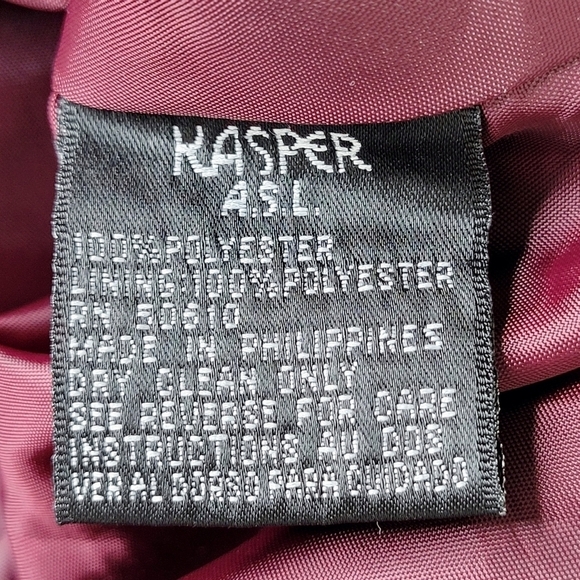 KASPER
A.S.L.
100% POLYESTER
LINING:100% POLYESTER
RN 80810
MADE IN PHILIPPINES
DRY CLEAN ONLY
SEE REVERSE FOR CARE
INSTRUCTIONS AU DOS
VER AL DORSO PARA CUIDADO